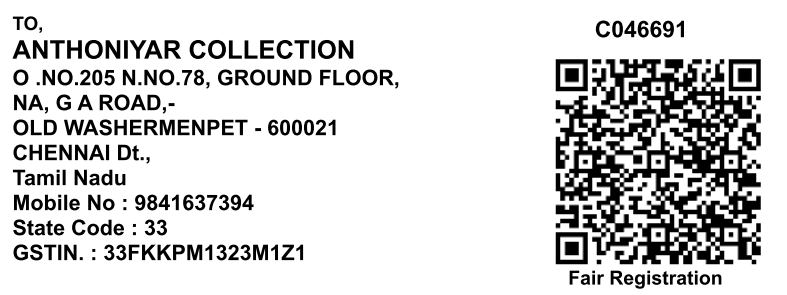 TO,
ANTHONIYAR COLLECTION
O .NO.205 N.NO.78, GROUND FLOOR,
NA, G A ROAD,-
OLD WASHERMENPET - 600021
CHENNAI Dt.,
Tamil Nadu
Mobile No : 9841637394
State Code : 33
GSTIN. : 33FKKPM1323M1Z1
C046691
Fair Registration